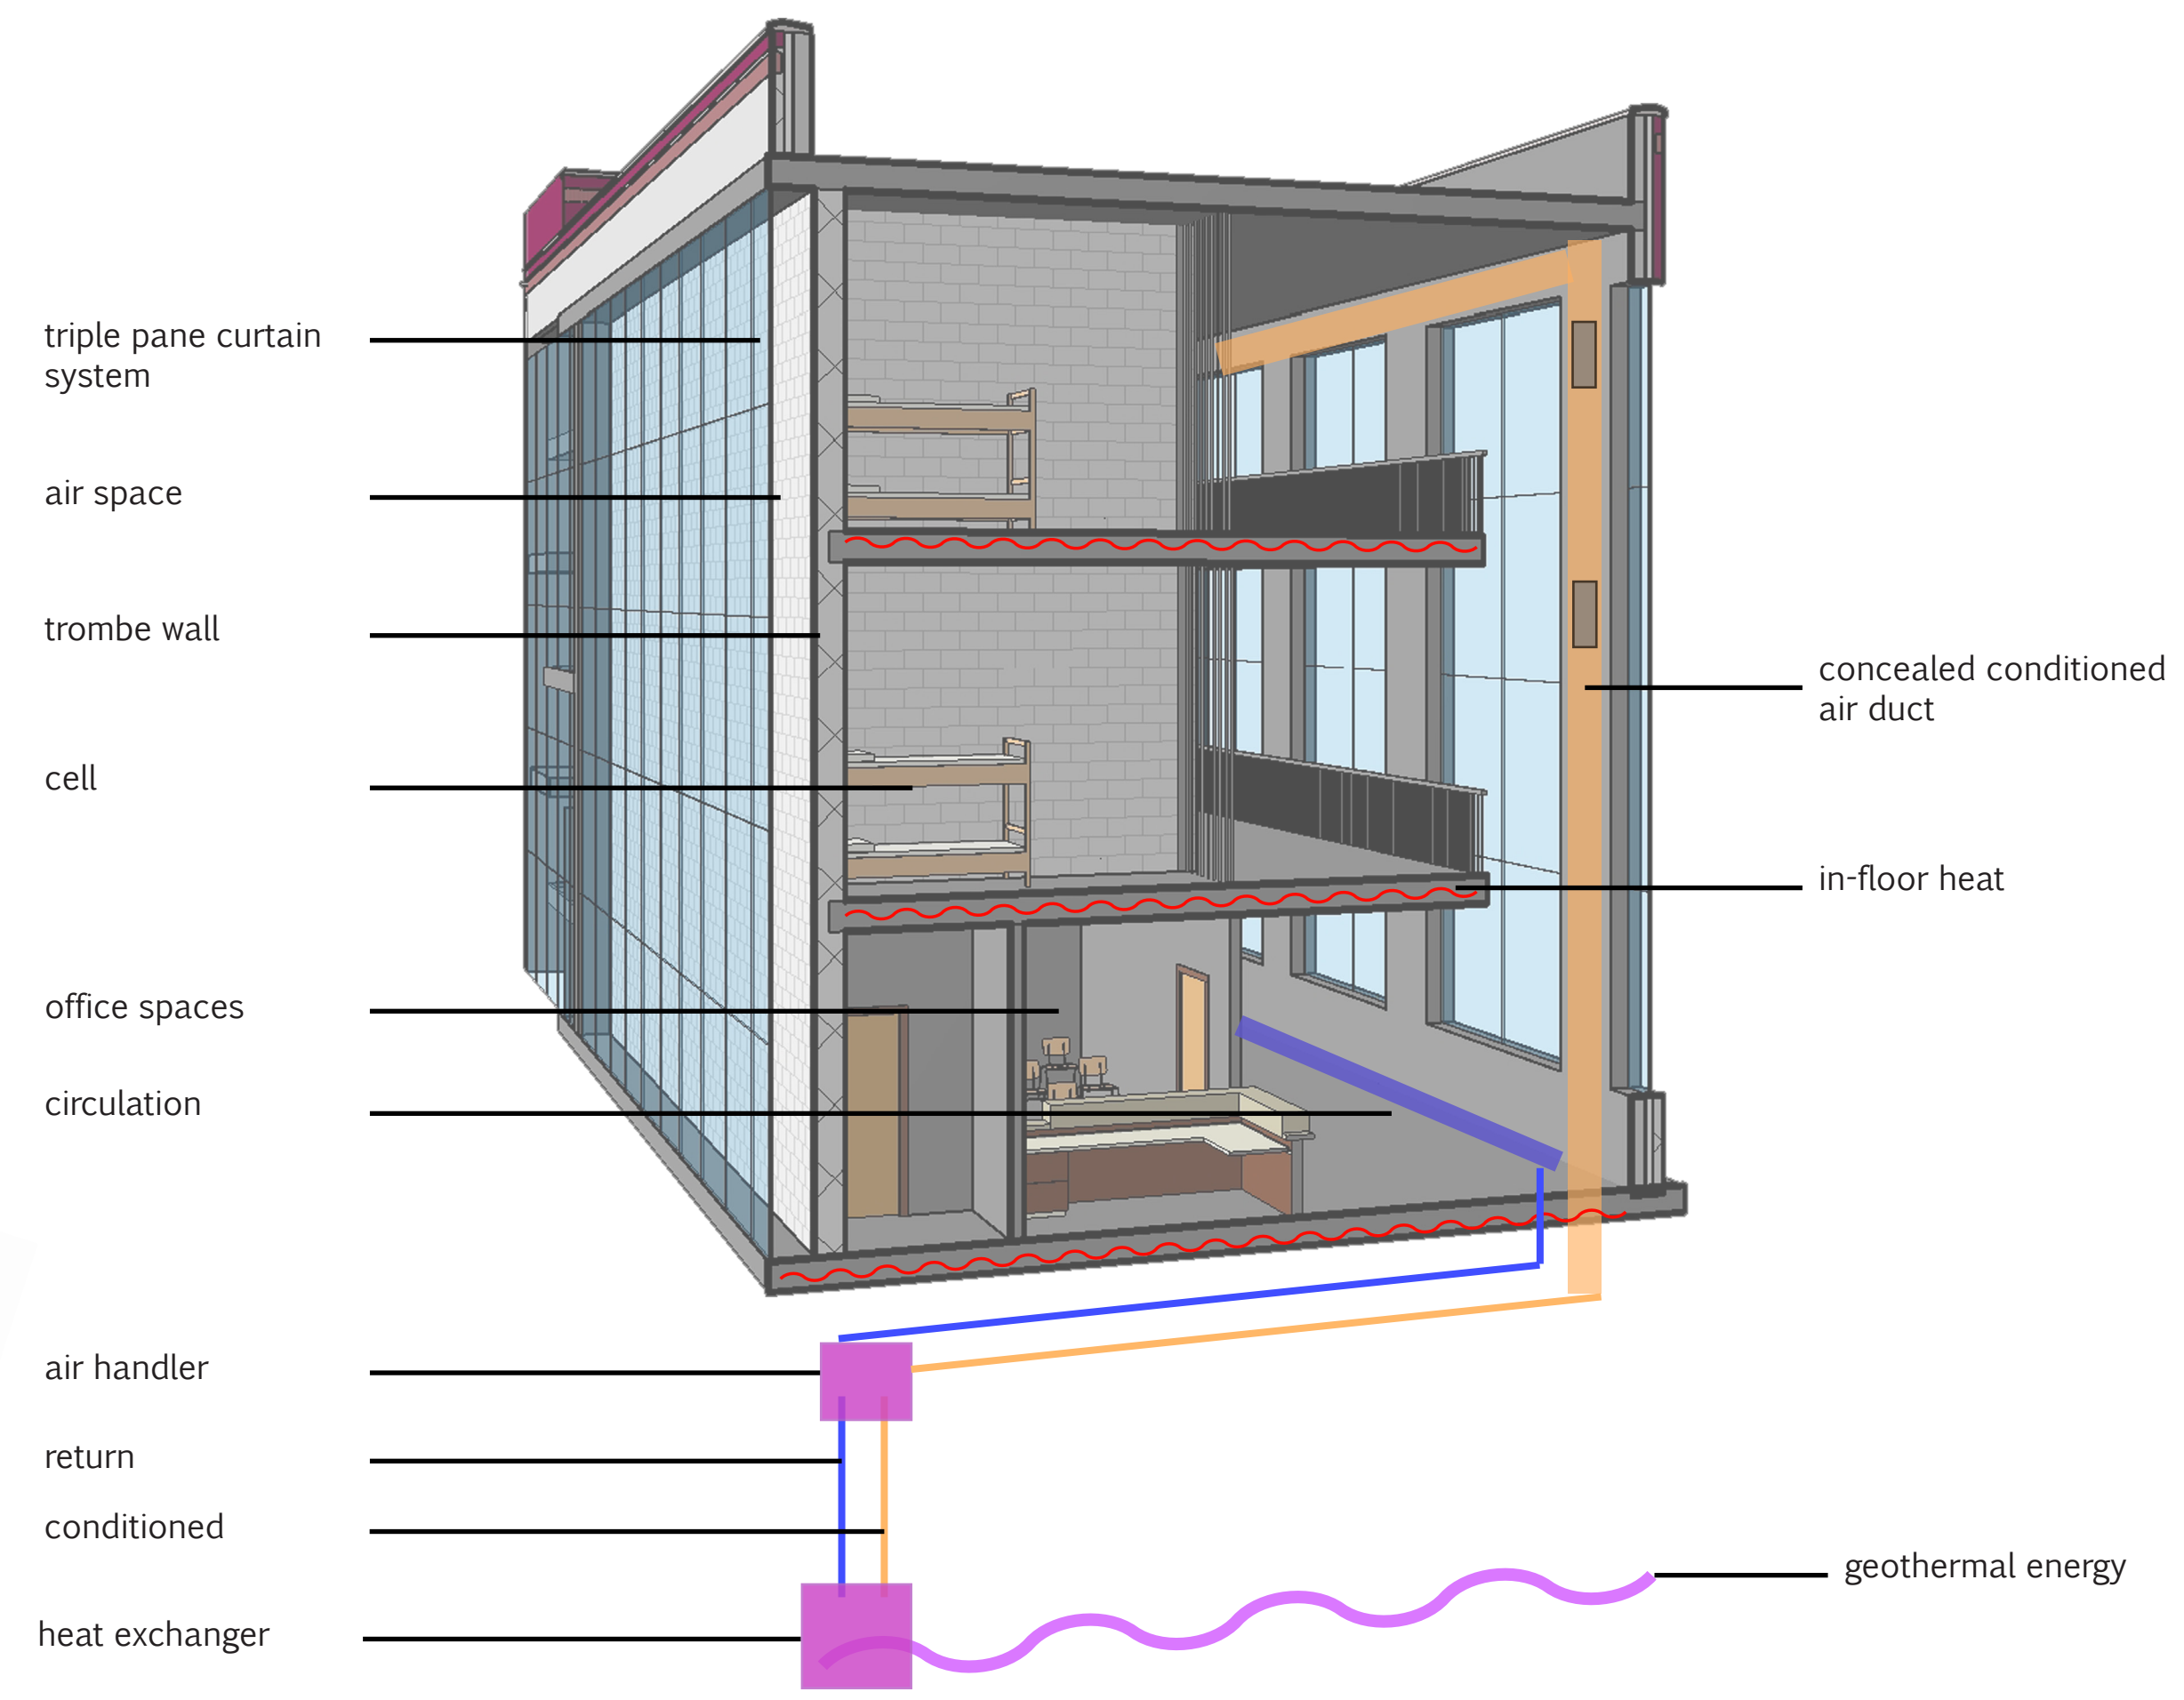 triple pane curtain
system
air space
trombe wall
cell
office spaces
circulation
air handler
return
conditioned
heat exchanger
concealed conditioned
air duct
in-floor heat
geothermal energy